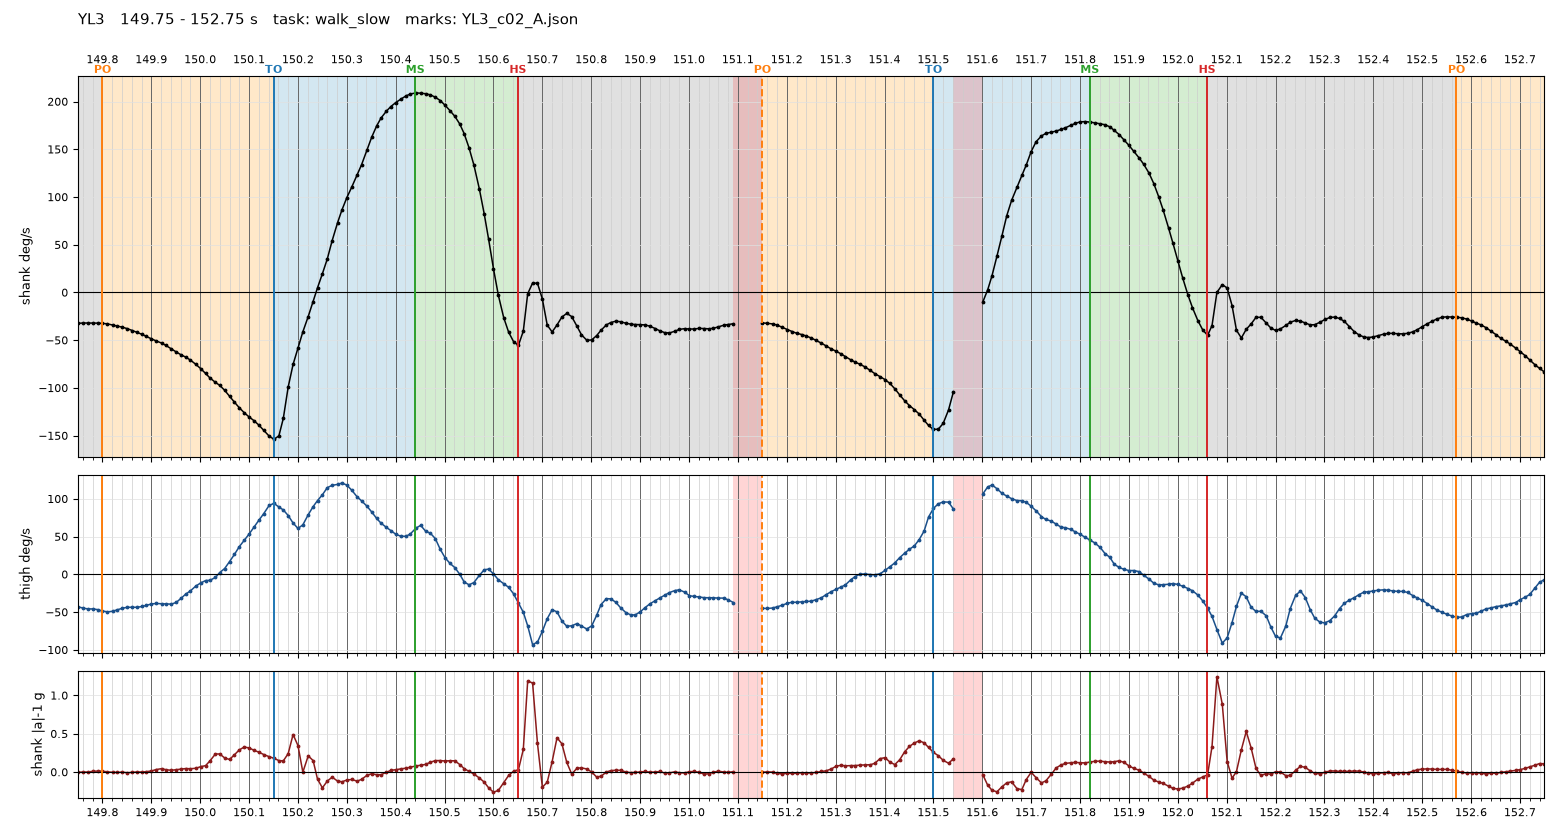 YL3   149.75 - 152.75 s   task: walk_slow   marks: YL3_c02_A.json
149.8 149.9 150.0 150.1 150.2 150.3 150.4 150.5 150.6 150.7 150.8 150.9 151.0 151.1 151.2 151.3 151.4 151.5 151.6 151.7 151.8 151.9 152.0 152.1 152.2 152.3 152.4 152.5 152.6 152.7
PO TO MS HS PO TO MS HS PO
shank deg/s
200
150
100
50
0
−50
−100
−150
thigh deg/s
100
50
0
−50
−100
shank |a|-1 g
1.0
0.5
0.0
149.8 149.9 150.0 150.1 150.2 150.3 150.4 150.5 150.6 150.7 150.8 150.9 151.0 151.1 151.2 151.3 151.4 151.5 151.6 151.7 151.8 151.9 152.0 152.1 152.2 152.3 152.4 152.5 152.6 152.7